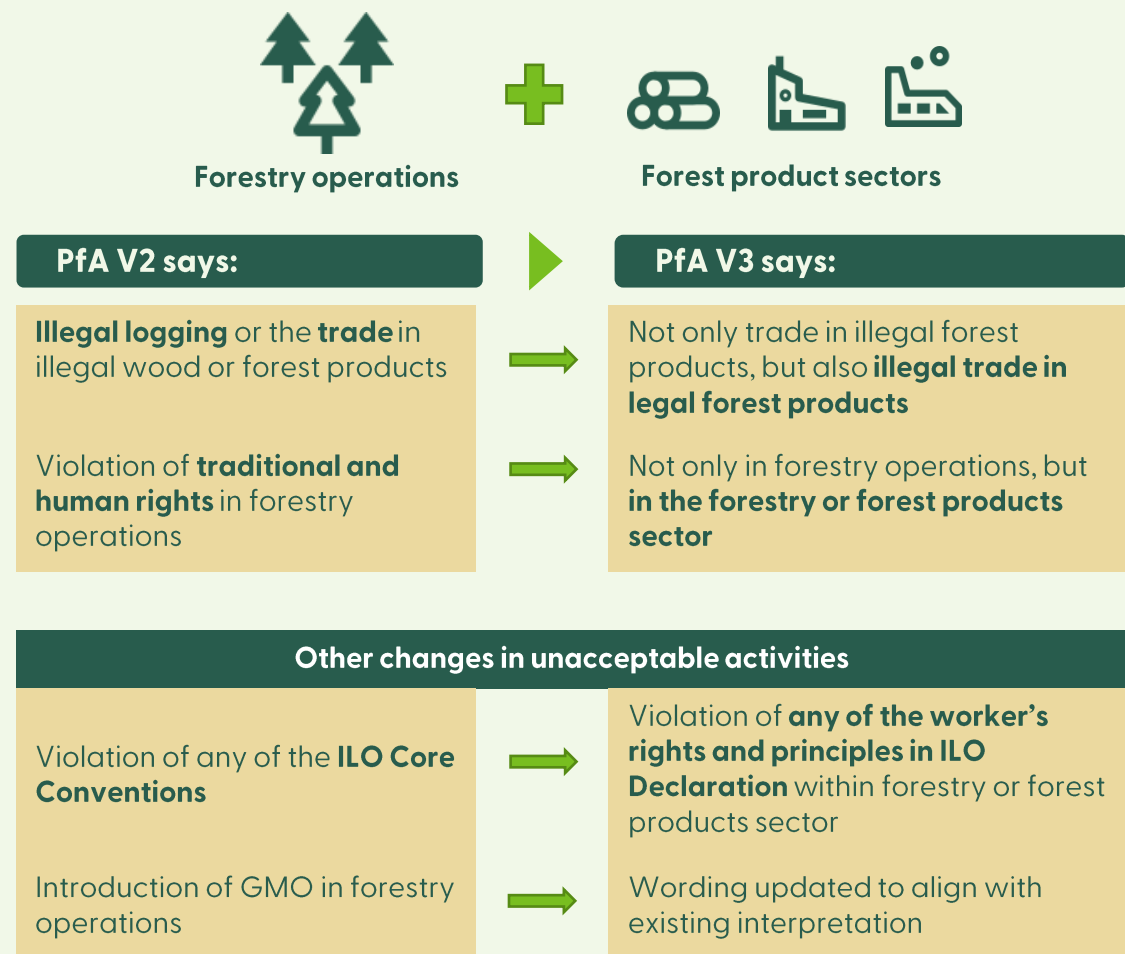 Forestry operations
Forest product sectors
PfA V2 says:
PfA V3 says:
Illegal logging or the trade in
illegal wood or forest products
Not only trade in illegal forest
products, but also illegal trade in
legal forest products
Violation of traditional and
human rights in forestry
operations
Not only in forestry operations, but
in the forestry or forest products
sector
Other changes in unacceptable activities
Violation of any of the ILO Core
Conventions
Violation of any of the worker’s
rights and principles in ILO
Declaration within forestry or forest
products sector
Introduction of GMO in forestry
operations
Wording updated to align with
existing interpretation